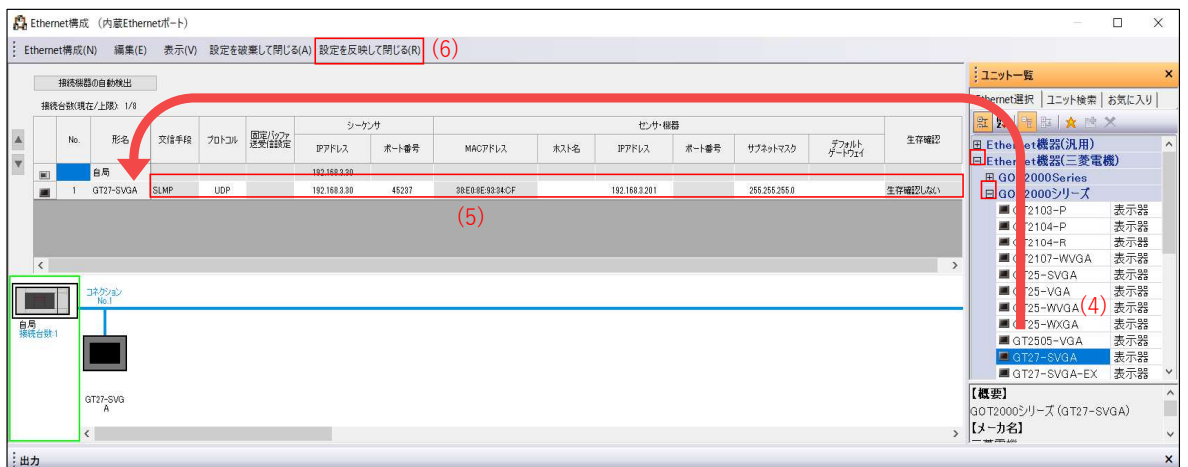 Ethernet構成 （内蔵Ethernetポート）
Ethernet構成(N) 編集(E) 表示(V) 設定を破棄して閉じる(A) 設定を反映して閉じる(R) (6)
接続機器の自動検出
接続台数(現在/上限) 1/8
シーケンサ センサ・機器
No. 形名 交信手段 プロトコル 固定バッファ送受信設定 IPアドレス ポート番号 MACアドレス ホスト名 IPアドレス ポート番号 サブネットマスク デフォルトゲートウェイ 生存確認
自局 192.168.3.30
1 GT27-SVGA SLMP UDP 192.168.3.30 45237 38:E0:8E:93:34:CF 192.168.3.201 255.255.255.0 生存確認しない
(5)
コネクション
No.1
自局
接続台数:1
GT27-SVG
A
ユニット一覧
Ethernet選択 ユニット検索 お気に入り
Ethernet機器(汎用)
Ethernet機器(三菱電機)
GOT2000Series
GOT2000シリーズ
GT2103-P 表示器
GT2104-P 表示器
GT2104-R 表示器
GT2107-WVGA 表示器
GT25-SVGA 表示器
GT25-VGA 表示器
GT25-WVGA 表示器
(4)
GT25-WXGA 表示器
GT2505-VGA 表示器
GT27-SVGA 表示器
GT27-SVGA-EX 表示器
【概要】
GOT2000シリーズ (GT27-SVGA)
【メーカ名】
出力